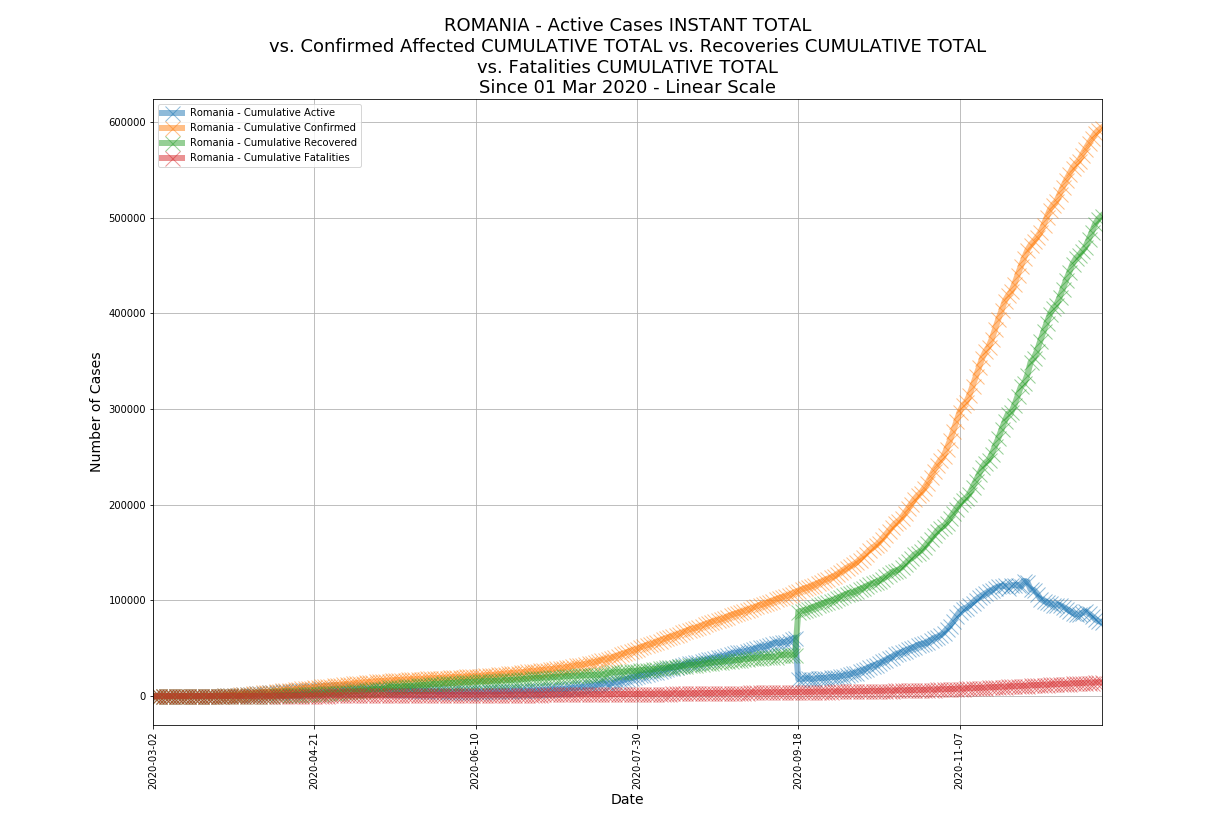 ROMANIA - Active Cases INSTANT TOTAL
vs. Confirmed Affected CUMULATIVE TOTAL vs. Recoveries CUMULATIVE TOTAL
vs. Fatalities CUMULATIVE TOTAL
Since 01 Mar 2020 - Linear Scale
Romania - Cumulative Active
Romania - Cumulative Confirmed
Romania - Cumulative Recovered
Romania - Cumulative Fatalities
Number of Cases
600000
500000
400000
300000
200000
100000
0
2020-03-02
2020-04-21
2020-06-10
2020-07-30
2020-09-18
2020-11-07
Date